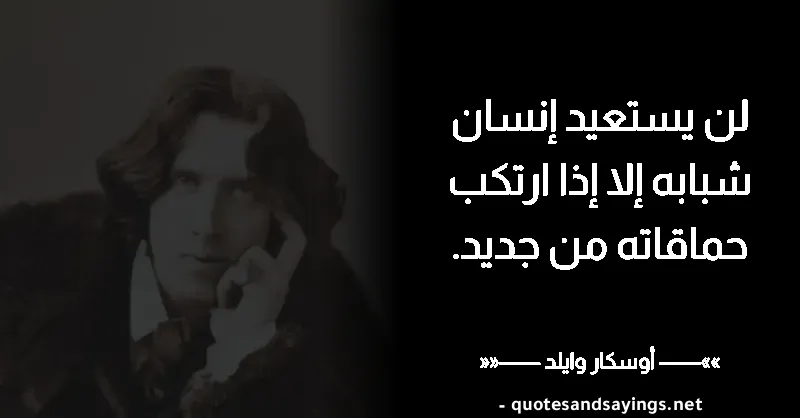 لن يستعيد إنسان
شبابه إلا إذا ارتكب
حماقاته من جديد.
»»—— أوسكار وايلد ——««
- quotesandsayings.net